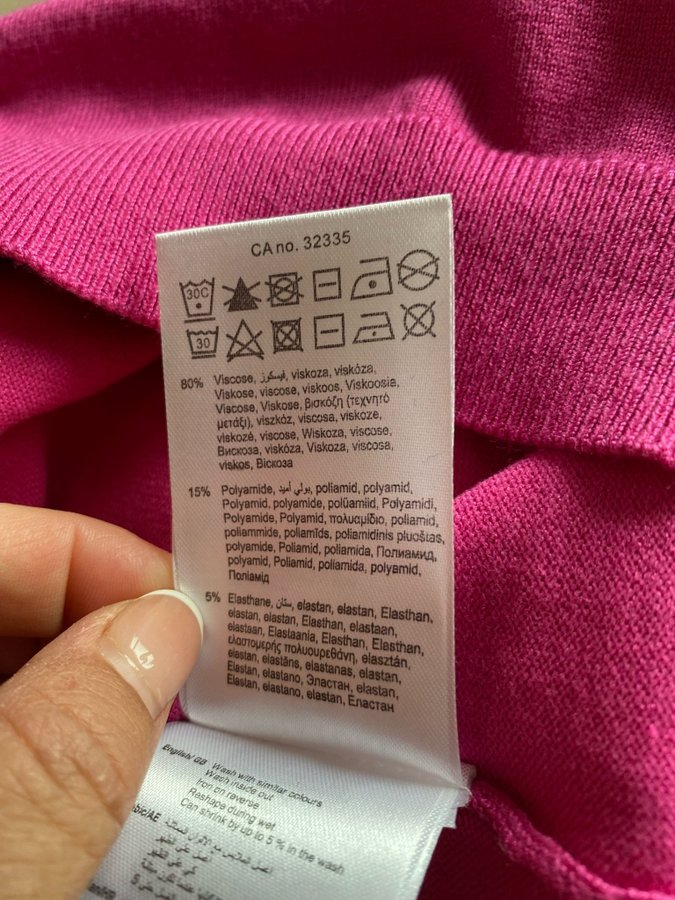 CA no. 32335
30C
30
80% Viscose, فيسكوز, viskoza, viskóza,
Viskose, viscose, viskoos, Viskoosia,
Viscose, Viskose, βισκόζη (τεχνητό
μετάξι), viszkóz, viscosa, viskoze,
viskozė, viscose, Wiskoza, viscose,
Вискоза, viskóza, Viskoza, viscosa,
viskos, Віскоза
15% Polyamide, بولي أميد, poliamid, polyamid,
Polyamid, polyamide, polüamiid, Polyamidi,
Polyamide, Polyamid, πολυαμίδιο, poliamid,
poliammide, poliamīds, poliamidinis pluoštas,
polyamide, Poliamid, poliamida, Полиамид,
polyamid, Poliamid, poliamida, polyamid,
Поліамід
5% Elasthane, elastan, elastan, Elasthan,
elastan, elastan, Elasthan, elastaan,
elastaan, Elastaania, Elasthan, Elasthan,
ελαστομερής πολυουρεθάνη, elasztán,
elastan, elastāns, elastanas, elastan,
Elastan, elastano, Эластан, elastan,
Elastan, elastano, elastan, Еластан
English/ GB Wash with similar colours
Wash inside out
Iron on reverse
Reshape during wet
Can shrink by up to 5 % in the wash
bic/AE